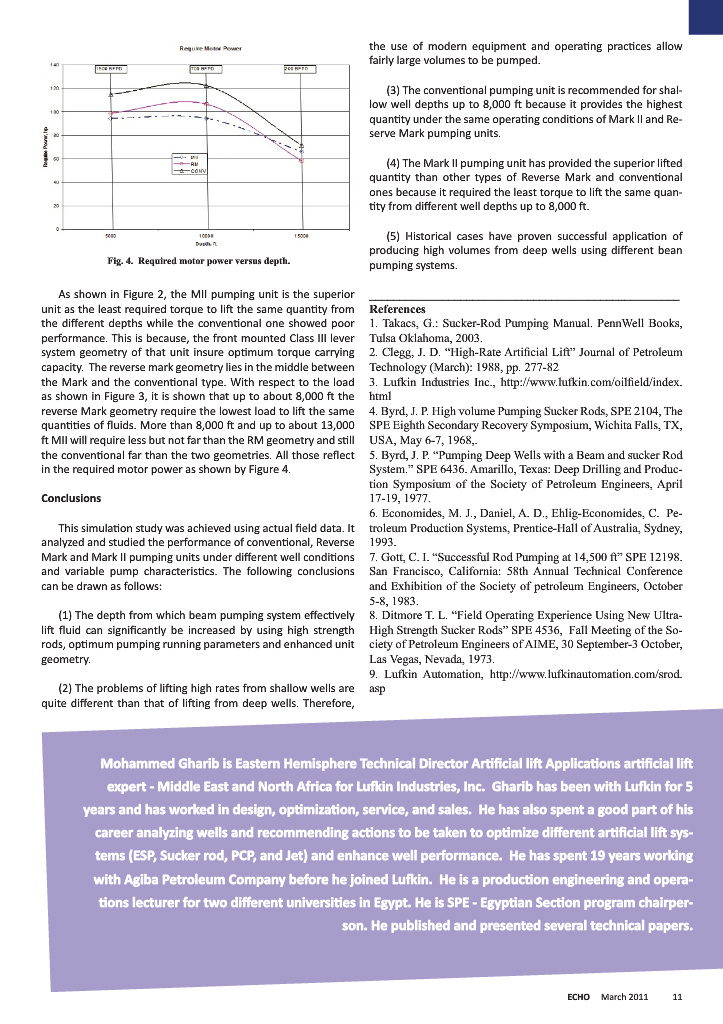 Require Motor Power
140
120
100
80
60
40
20
0
1500 BFPD
700 BFPD
200 BFPD
MII
RM
CONV
Require Power, hp
5000
10000
15000
Depth, ft
Fig. 4. Required motor power versus depth.
As shown in Figure 2, the MII pumping unit is the superior
unit as the least required torque to lift the same quantity from
the different depths while the conventional one showed poor
performance. This is because, the front mounted Class III lever
system geometry of that unit insure optimum torque carrying
capacity. The reverse mark geometry lies in the middle between
the Mark and the conventional type. With respect to the load
as shown in Figure 3, it is shown that up to about 8,000 ft the
reverse Mark geometry require the lowest load to lift the same
quantities of fluids. More than 8,000 ft and up to about 13,000
ft MII will require less but not far than the RM geometry and still
the conventional far than the two geometries. All those reflect
in the required motor power as shown by Figure 4.
Conclusions
This simulation study was achieved using actual field data. It
analyzed and studied the performance of conventional, Reverse
Mark and Mark II pumping units under different well conditions
and variable pump characteristics. The following conclusions
can be drawn as follows:
(1) The depth from which beam pumping system effectively
lift fluid can significantly be increased by using high strength
rods, optimum pumping running parameters and enhanced unit
geometry.
(2) The problems of lifting high rates from shallow wells are
quite different than that of lifting from deep wells. Therefore,
the use of modern equipment and operating practices allow
fairly large volumes to be pumped.
(3) The conventional pumping unit is recommended for shal-
low well depths up to 8,000 ft because it provides the highest
quantity under the same operating conditions of Mark II and Re-
serve Mark pumping units.
(4) The Mark II pumping unit has provided the superior lifted
quantity than other types of Reverse Mark and conventional
ones because it required the least torque to lift the same quan-
tity from different well depths up to 8,000 ft.
(5) Historical cases have proven successful application of
producing high volumes from deep wells using different bean
pumping systems.
References
1. Takacs, G.: Sucker-Rod Pumping Manual. PennWell Books,
Tulsa Oklahoma, 2003.
2. Clegg, J. D. “High-Rate Artificial Lift” Journal of Petroleum
Technology (March): 1988, pp. 277-82
3. Lufkin Industries Inc., http://www.lufkin.com/oilfield/index.
html
4. Byrd, J. P. High volume Pumping Sucker Rods, SPE 2104, The
SPE Eighth Secondary Recovery Symposium, Wichita Falls, TX,
USA, May 6-7, 1968,.
5. Byrd, J. P. “Pumping Deep Wells with a Beam and sucker Rod
System.” SPE 6436. Amarillo, Texas: Deep Drilling and Produc-
tion Symposium of the Society of Petroleum Engineers, April
17-19, 1977.
6. Economides, M. J., Daniel, A. D., Ehlig-Economides, C. Pe-
troleum Production Systems, Prentice-Hall of Australia, Sydney,
1993.
7. Gott, C. I. “Successful Rod Pumping at 14,500 ft” SPE 12198.
San Francisco, California: 58th Annual Technical Conference
and Exhibition of the Society of petroleum Engineers, October
5-8, 1983.
8. Ditmore T. L. “Field Operating Experience Using New Ultra-
High Strength Sucker Rods” SPE 4536, Fall Meeting of the So-
ciety of Petroleum Engineers of AIME, 30 September-3 October,
Las Vegas, Nevada, 1973.
9. Lufkin Automation, http://www.lufkinautomation.com/srod.
asp
Mohammed Gharib is Eastern Hemisphere Technical Director Artificial lift Applications artificial lift
expert - Middle East and North Africa for Lufkin Industries, Inc. Gharib has been with Lufkin for 5
years and has worked in design, optimization, service, and sales. He has also spent a good part of his
career analyzing wells and recommending actions to be taken to optimize different artificial lift sys-
tems (ESP, Sucker rod, PCP, and Jet) and enhance well performance. He has spent 19 years working
with Agiba Petroleum Company before he joined Lufkin. He is a production engineering and opera-
tions lecturer for two different universities in Egypt. He is SPE - Egyptian Section program chairper-
son. He published and presented several technical papers.
ECHO March 2011 11